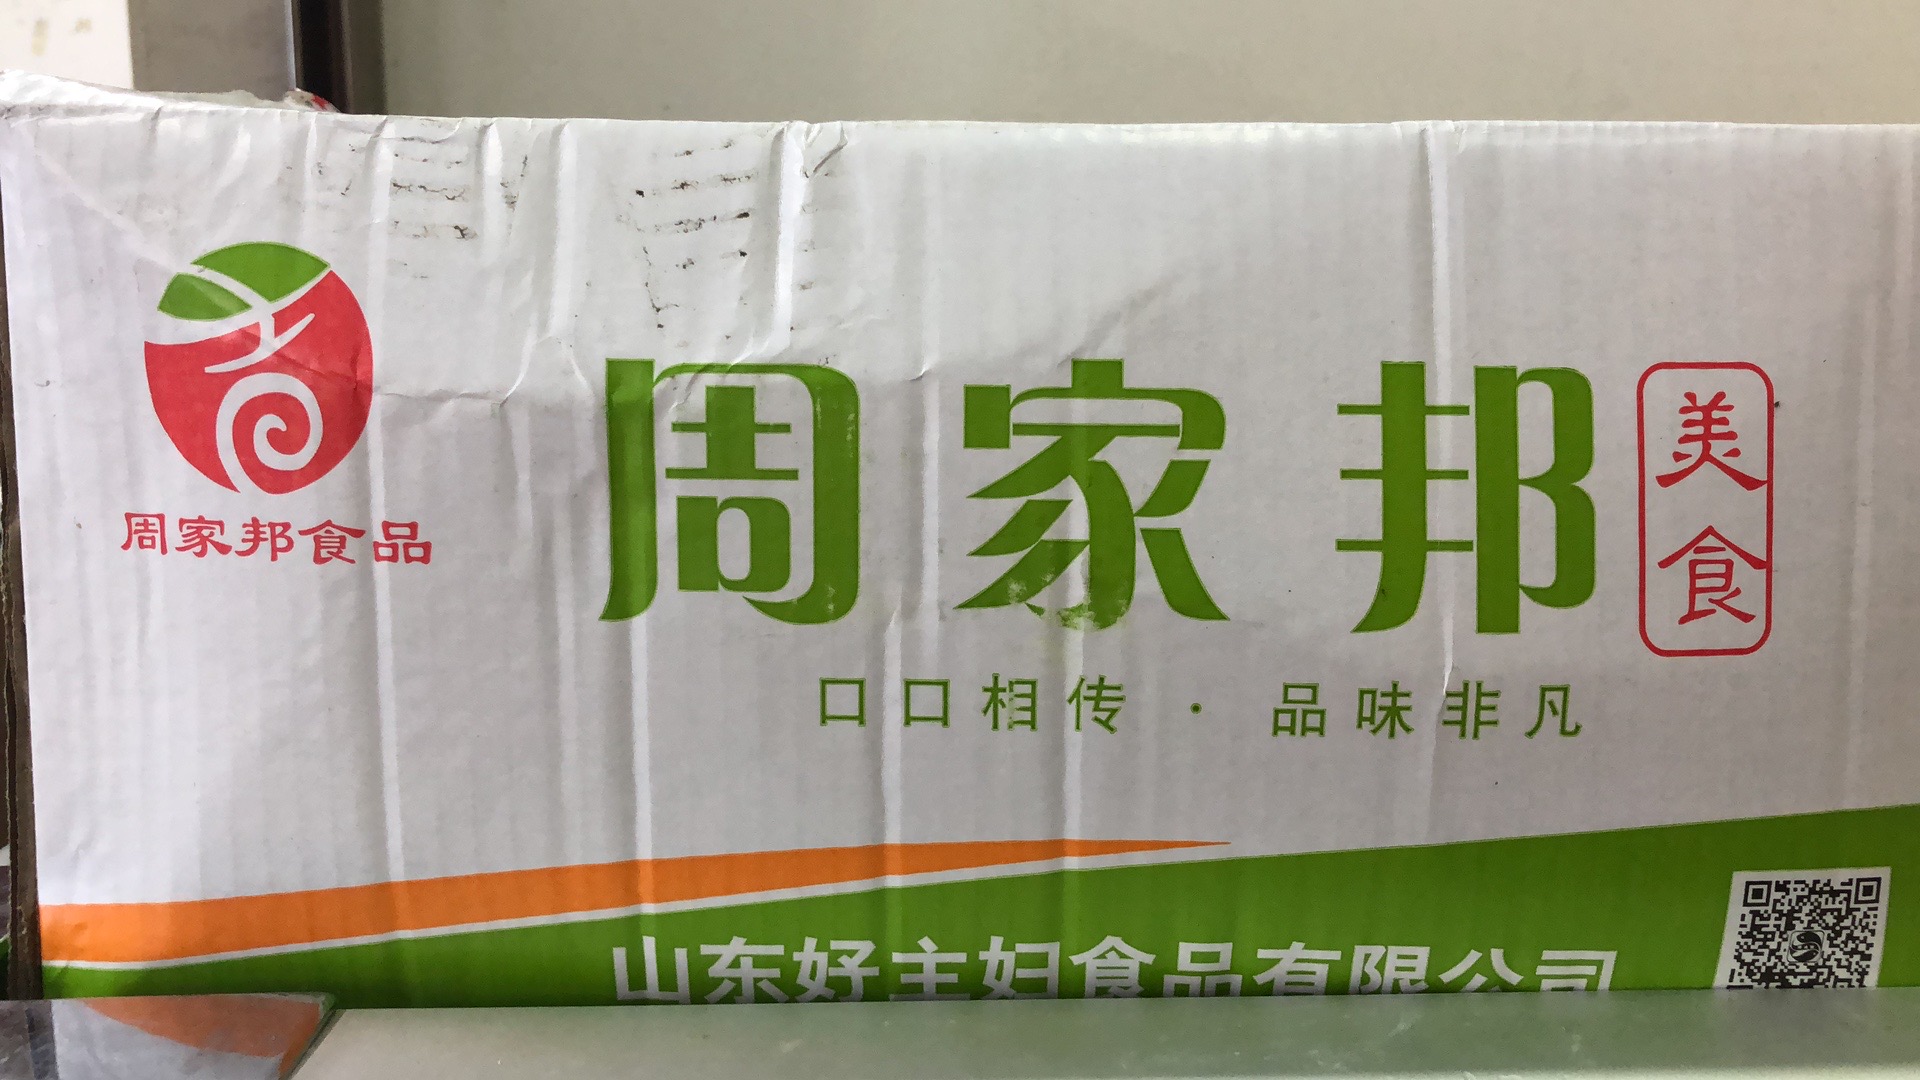 周家邦食品
周家邦
美食
口口相传·品味非凡
山东好主妇食品有限公司